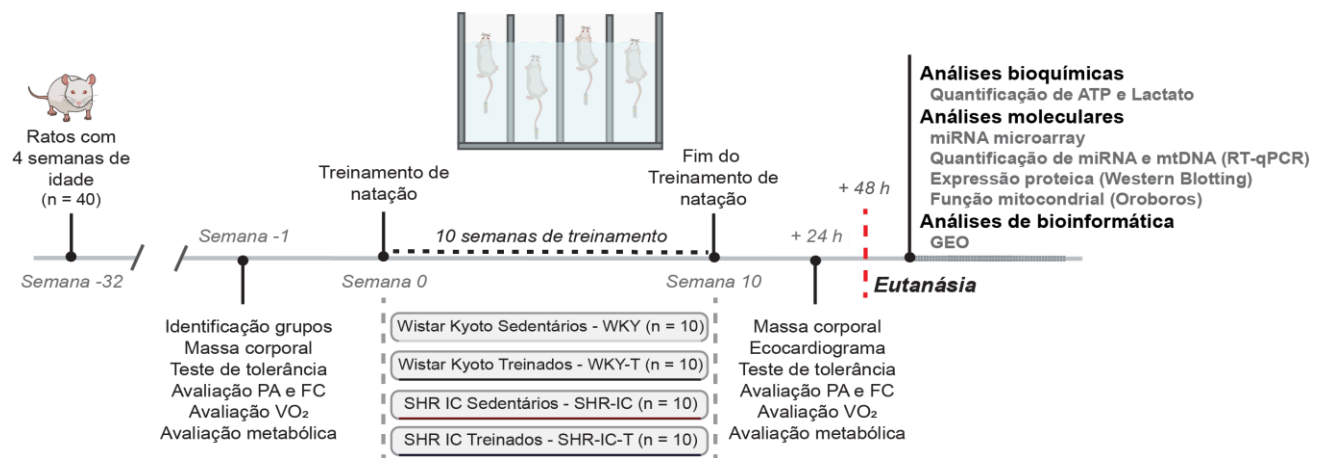 Ratos com
4 semanas de
idade
(n = 40)
Semana -32
Semana -1
Identificação grupos
Massa corporal
Teste de tolerância
Avaliação PA e FC
Avaliação VO₂
Avaliação metabólica
Treinamento de
natação
Semana 0
10 semanas de treinamento
Wistar Kyoto Sedentários - WKY (n = 10)
Wistar Kyoto Treinados - WKY-T (n = 10)
SHR IC Sedentários - SHR-IC (n = 10)
SHR IC Treinados - SHR-IC-T (n = 10)
Fim do
Treinamento de
natação
Semana 10
+ 24 h
Massa corporal
Ecocardiograma
Teste de tolerância
Avaliação PA e FC
Avaliação VO₂
Avaliação metabólica
+ 48 h
Eutanásia
Análises bioquímicas
Quantificação de ATP e Lactato
Análises moleculares
miRNA microarray
Quantificação de miRNA e mtDNA (RT-qPCR)
Expressão proteica (Western Blotting)
Função mitocondrial (Oroboros)
Análises de bioinformática
GEO